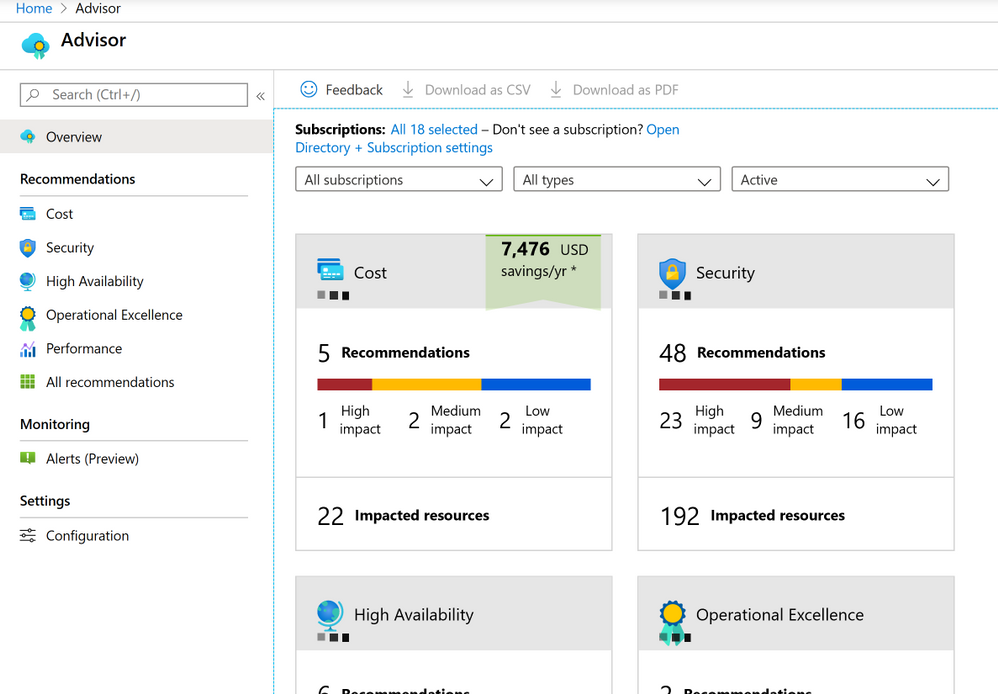 Home > Advisor
Advisor
Search (Ctrl+/)
«
Overview
Recommendations
Cost
Security
High Availability
Operational Excellence
Performance
All recommendations
Monitoring
Alerts (Preview)
Settings
Configuration
Feedback
Download as CSV
Download as PDF
Subscriptions: All 18 selected – Don't see a subscription? Open
Directory + Subscription settings
All subscriptions
All types
Active
Cost
7,476 USD
savings/yr *
5 Recommendations
1 High impact
2 Medium impact
2 Low impact
22 Impacted resources
Security
48 Recommendations
23 High impact
9 Medium impact
16 Low impact
192 Impacted resources
High Availability
6 Recommendations
Operational Excellence
2 Recommendations